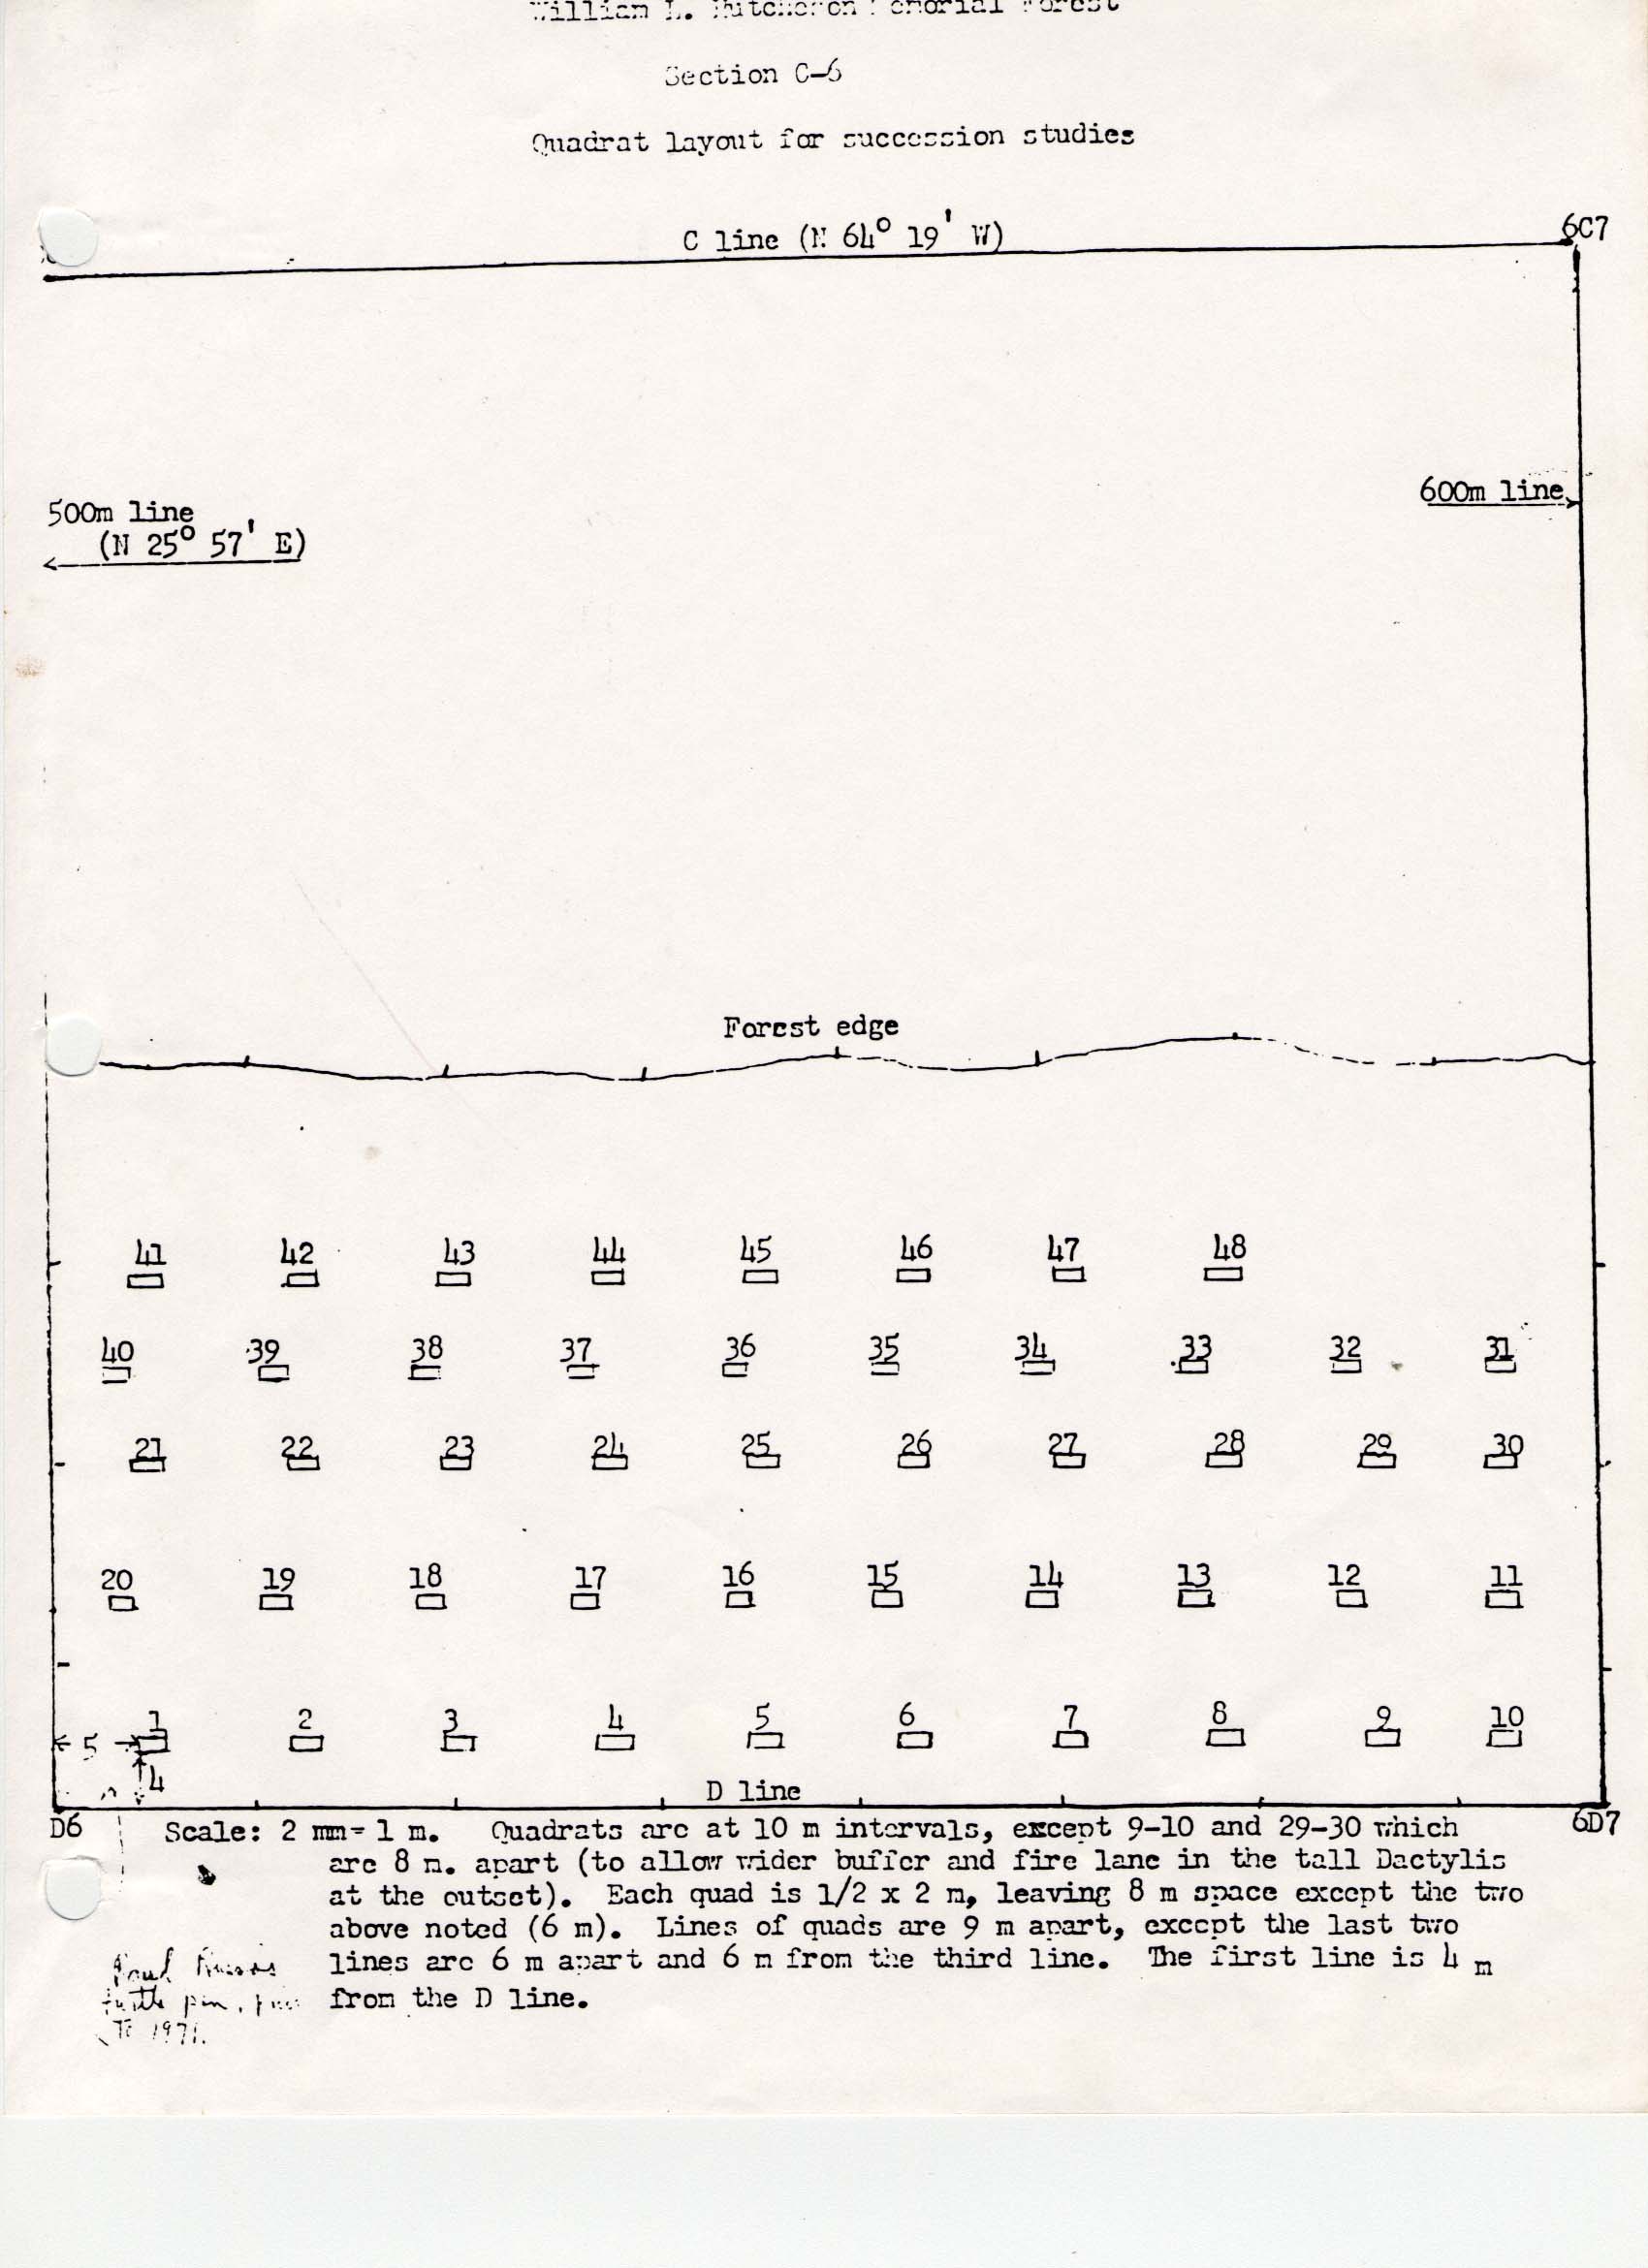 William L. Hutcheson Memorial Forest
Section C-6
Quadrat layout for succession studies
C line (N 64° 19' W)
6C7
600m line
500m line
(N 25° 57' E)
Forest edge
41 42 43 44 45 46 47 48
40 39 38 37 36 35 34 33 32 31
21 22 23 24 25 26 27 28 29 30
20 19 18 17 16 15 14 13 12 11
1 2 3 4 5 6 7 8 9 10
5
4
D line
D6
6D7
Scale: 2 mm= 1 m. Quadrats are at 10 m intervals, except 9-10 and 29-30 which
are 8 m. apart (to allow wider buffer and fire lane in the tall Dactylis
at the outset). Each quad is 1/2 x 2 m, leaving 8 m space except the two
above noted (6 m). Lines of quads are 9 m apart, except the last two
lines are 6 m apart and 6 m from the third line. The first line is 4 m
from the D line.
pin,
To 1971.